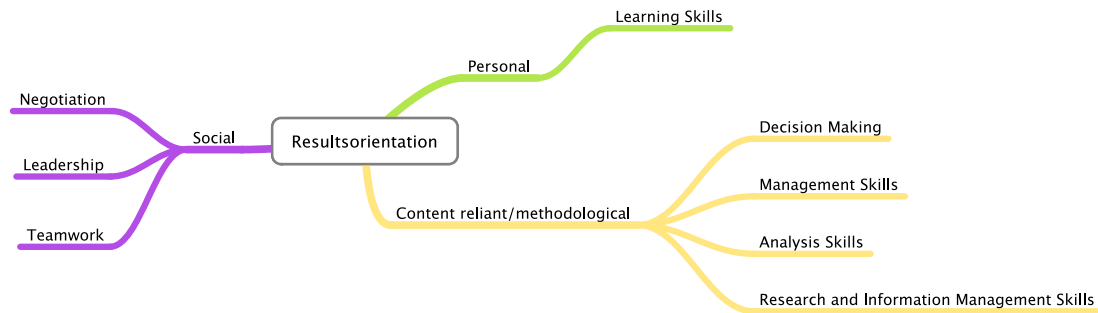 Learning Skills
Personal
Negotiation
Social
Leadership
Teamwork
Resultsorientation
Content reliant/methodological
Decision Making
Management Skills
Analysis Skills
Research and Information Management Skills